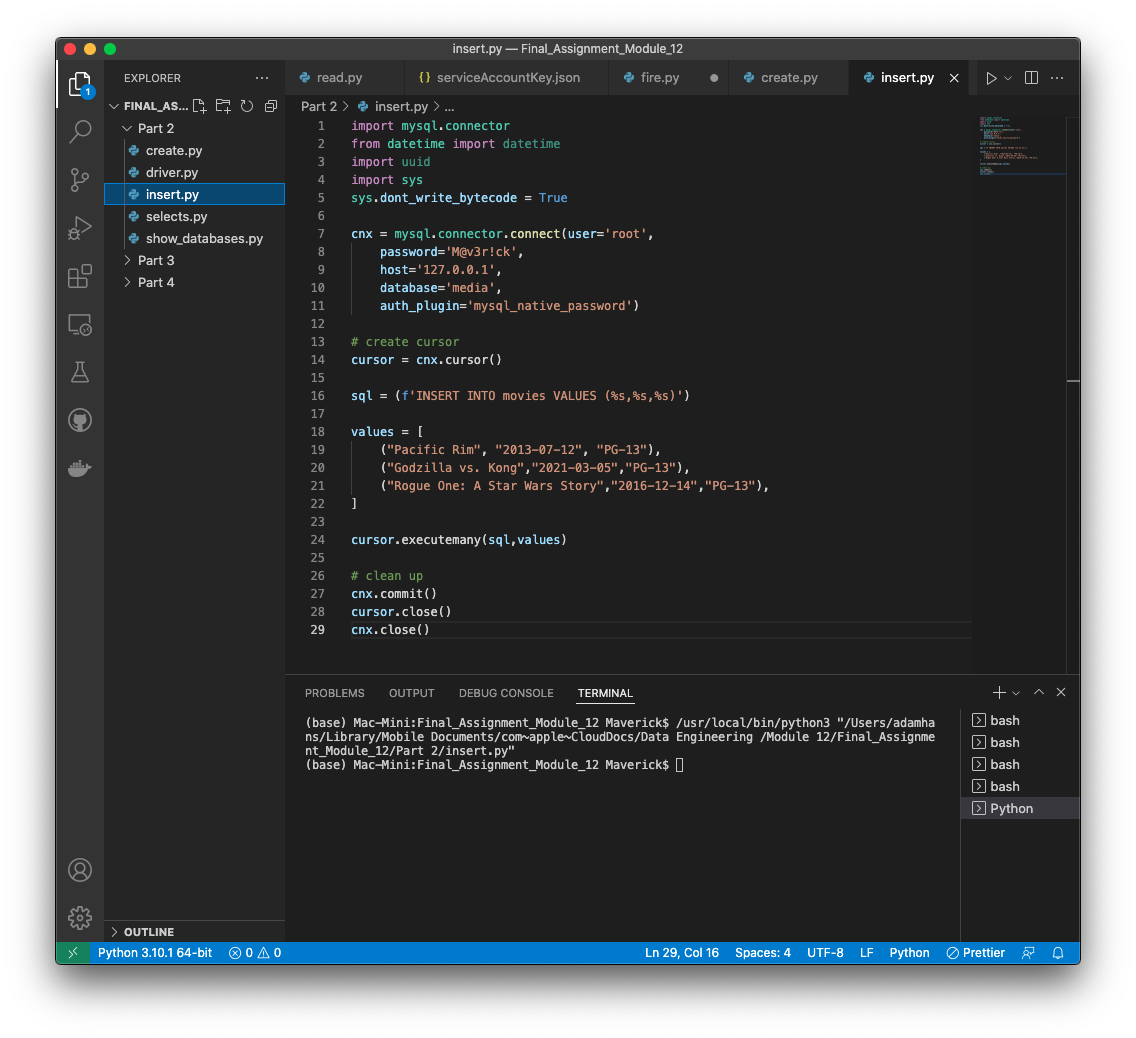 insert.py — Final_Assignment_Module_12
EXPLORER
FINAL_AS...
Part 2
create.py
driver.py
insert.py
selects.py
show_databases.py
Part 3
Part 4
OUTLINE
1
read.py
{} serviceAccountKey.json
fire.py
create.py
insert.py
Part 2 > insert.py > ...
1 import mysql.connector
2 from datetime import datetime
3 import uuid
4 import sys
5 sys.dont_write_bytecode = True
6
7 cnx = mysql.connector.connect(user='root',
8 password='M@v3r!ck',
9 host='127.0.0.1',
10 database='media',
11 auth_plugin='mysql_native_password')
12
13 # create cursor
14 cursor = cnx.cursor()
15
16 sql = (f'INSERT INTO movies VALUES (%s,%s,%s)')
17
18 values = [
19 ("Pacific Rim", "2013-07-12", "PG-13"),
20 ("Godzilla vs. Kong","2021-03-05","PG-13"),
21 ("Rogue One: A Star Wars Story","2016-12-14","PG-13"),
22 ]
23
24 cursor.executemany(sql,values)
25
26 # clean up
27 cnx.commit()
28 cursor.close()
29 cnx.close()
PROBLEMS OUTPUT DEBUG CONSOLE TERMINAL
(base) Mac-Mini:Final_Assignment_Module_12 Maverick$ /usr/local/bin/python3 "/Users/adamha
ns/Library/Mobile Documents/com~apple~CloudDocs/Data Engineering /Module 12/Final_Assignme
nt_Module_12/Part 2/insert.py"
(base) Mac-Mini:Final_Assignment_Module_12 Maverick$
bash
bash
bash
bash
Python
Python 3.10.1 64-bit 0 0 Ln 29, Col 16 Spaces: 4 UTF-8 LF Python Prettier